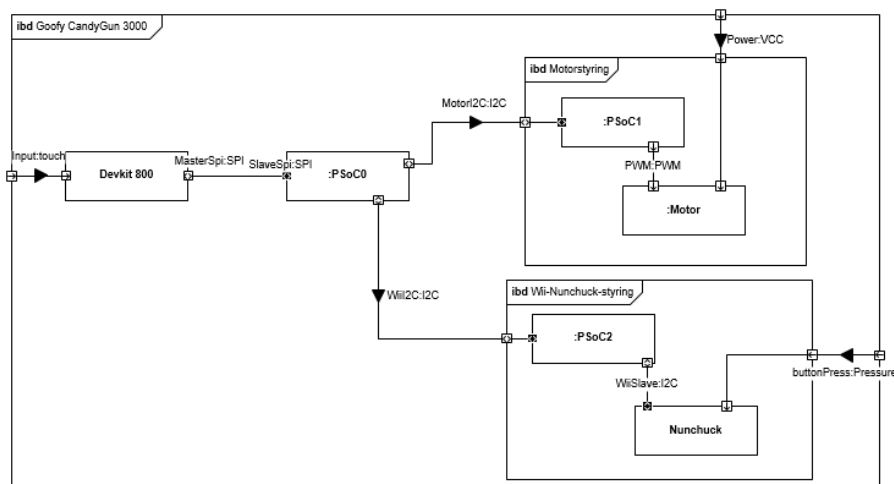 ibd Goofy CandyGun 3000
Power:VCC
ibd Motorstyring
MotorI2C:I2C
:PSoC1
Input:touch
MasterSpi:SPI
SlaveSpi:SPI
PWM:PWM
Devkit 800
:PSoC0
:Motor
ibd Wii-Nunchuck-styring
WiiI2C:I2C
:PSoC2
buttonPress:Pressure
WiiSlave:I2C
Nunchuck